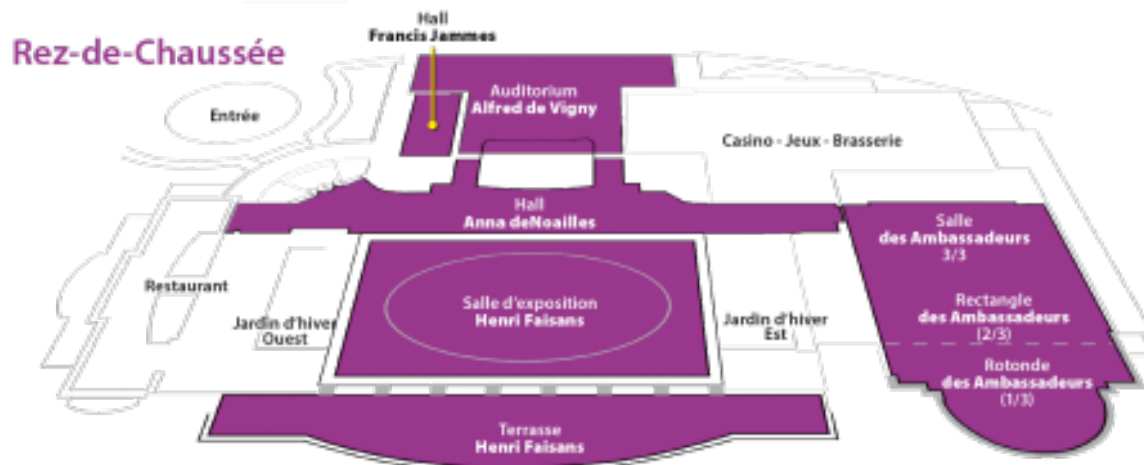 Rez-de-Chaussée
Hall
Francis Jammes
Entrée
Auditorium
Alfred de Vigny
Casino - Jeux - Brasserie
Hall
Anna deNoailles
Salle
des Ambassadeurs
3/3
Restaurant
Jardin d'hiver
Ouest
Salle d'exposition
Henri Faisans
Jardin d'hiver
Est
Rectangle
des Ambassadeurs
(2/3)
Rotonde
des Ambassadeurs
(1/3)
Terrasse
Henri Faisans